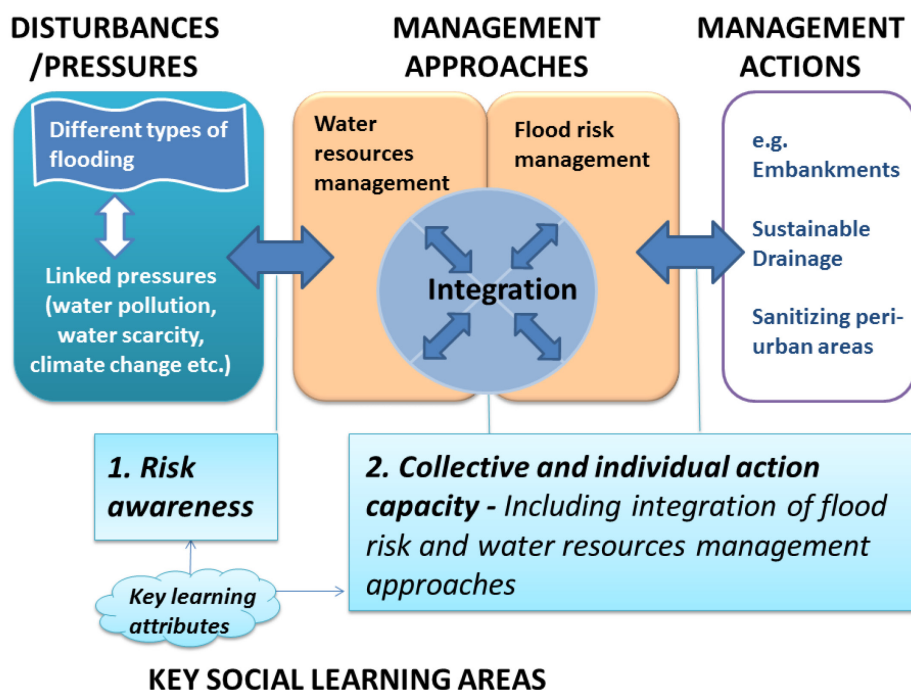 DISTURBANCES
/PRESSURES
MANAGEMENT
APPROACHES
MANAGEMENT
ACTIONS
Different types of
flooding
Linked pressures
(water pollution,
water scarcity,
climate change etc.)
Water
resources
management
Flood risk
management
Integration
e.g.
Embankments
Sustainable
Drainage
Sanitizing peri-
urban areas
1. Risk
awareness
2. Collective and individual action
capacity - Including integration of flood
risk and water resources management
approaches
Key learning
attributes
KEY SOCIAL LEARNING AREAS